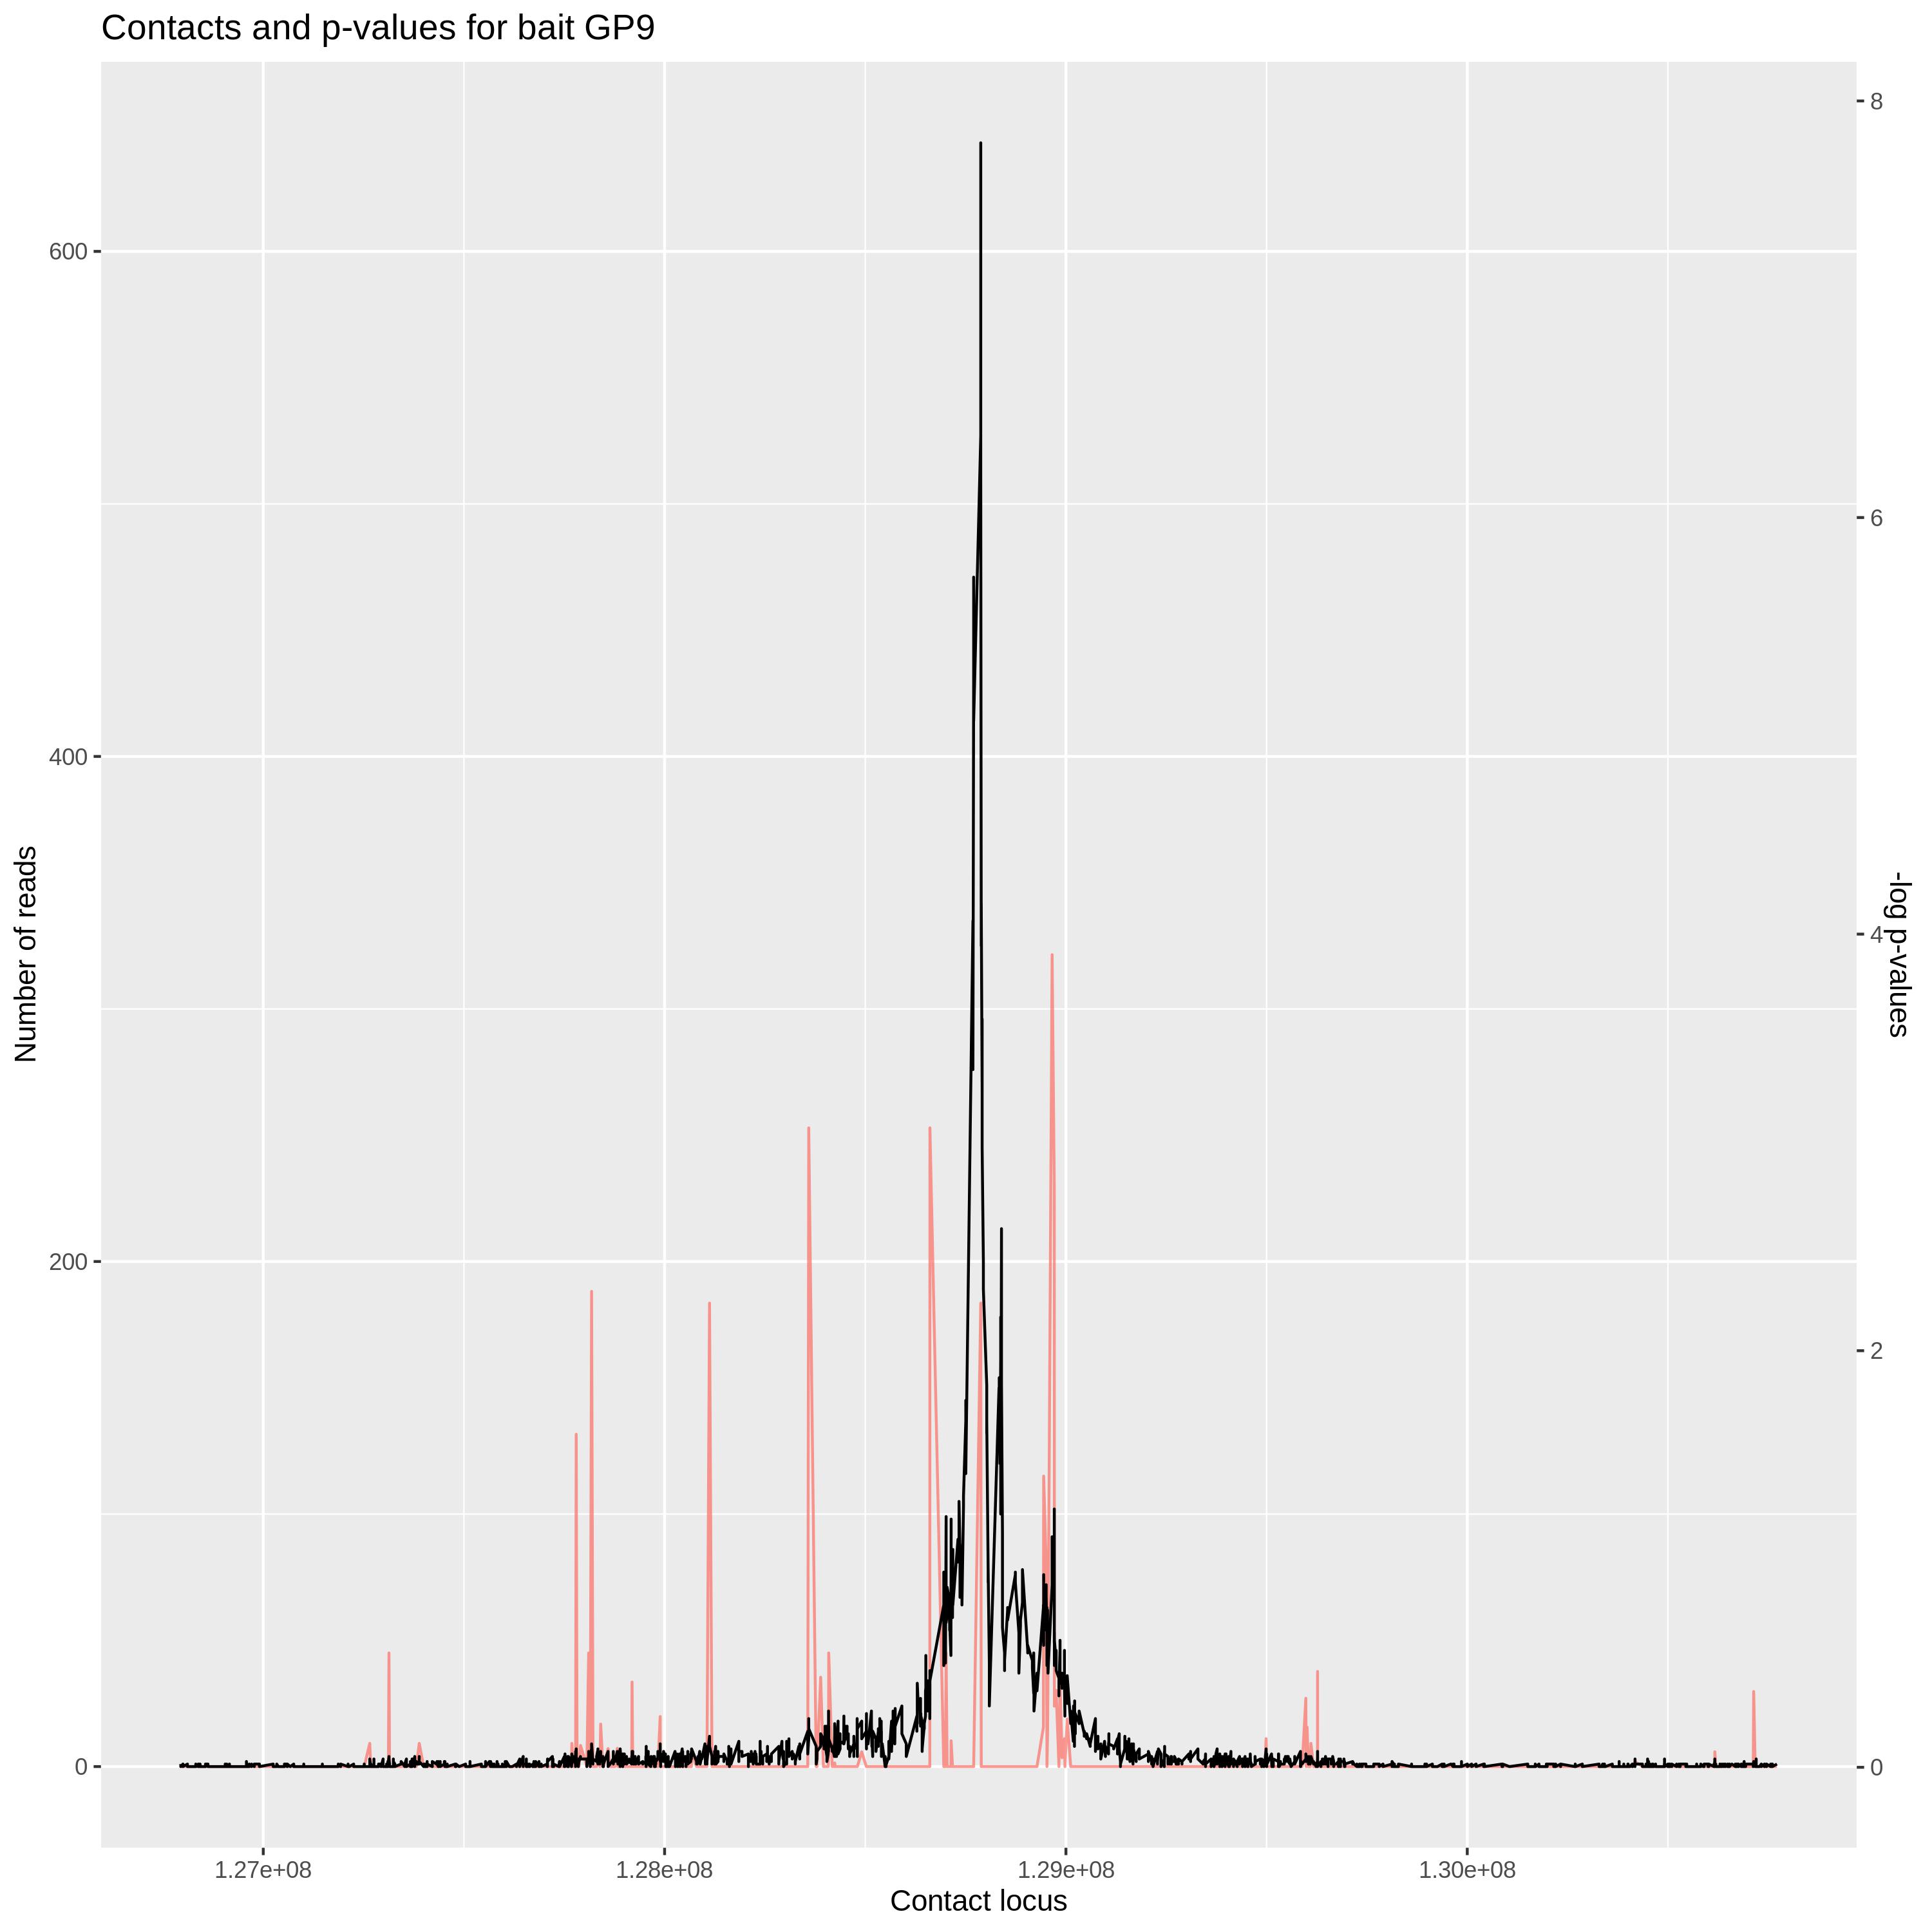 Contacts and p-values for bait GP9
Number of reads
600
400
200
0
8
6
4
2
0
-log p-values
1.27e+08
1.28e+08
1.29e+08
1.30e+08
Contact locus